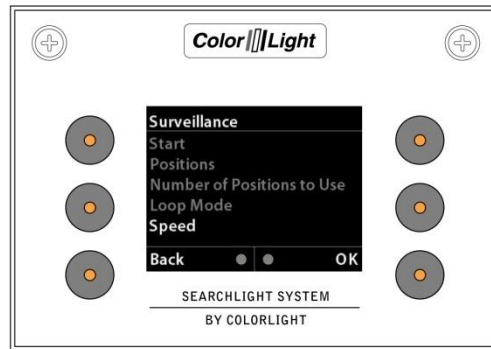 Color Light
Surveillance
Start
Positions
Number of Positions to Use
Loop Mode
Speed
Back OK
SEARCHLIGHT SYSTEM
BY COLORLIGHT